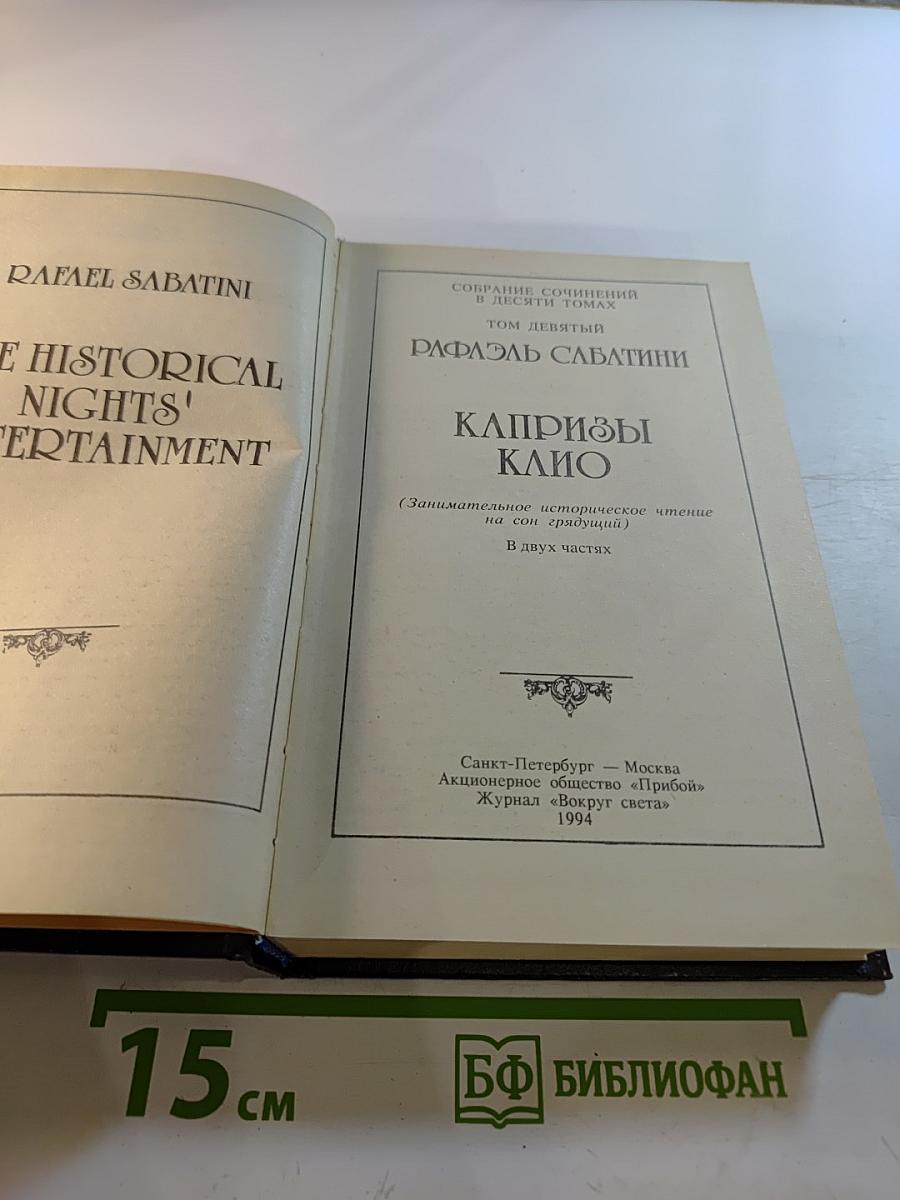 RAFAEL SABATINI
HISTORICAL
NIGHTS'
РАФАЭЛЬ САБАТИНИ
СОБРАНИЕ СОЧИНЕНИЙ
В ДЕСЯТИ ТОМАХ
ТОМ ДЕВЯТЫЙ
КАПРИЗЫ
КЛИО
(Занимательное историческое чтение
на сон грядущий)
В двух частях
Санкт-Петербург — Москва
Акционерное общество «Прибой»
Журнал «Вокруг света»
1994
15 см
БФ БИБЛИОФАН